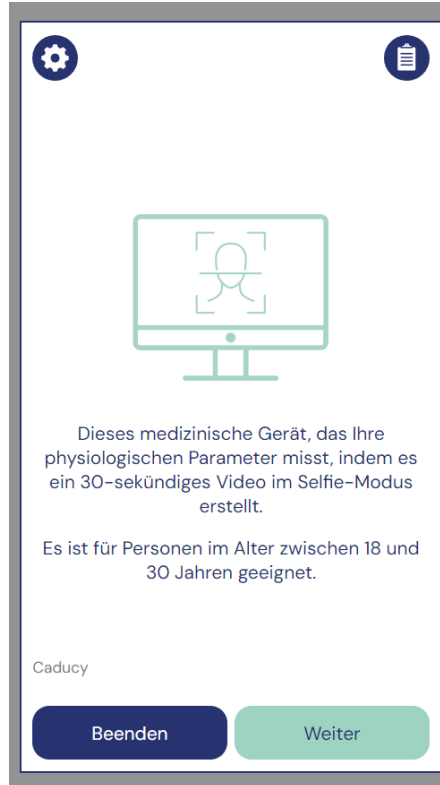 Dieses medizinische Gerät, das Ihre
physiologischen Parameter misst, indem es
ein 30-sekündiges Video im Selfie-Modus
erstellt.
Es ist für Personen im Alter zwischen 18 und
30 Jahren geeignet.
Caducy
Beenden
Weiter